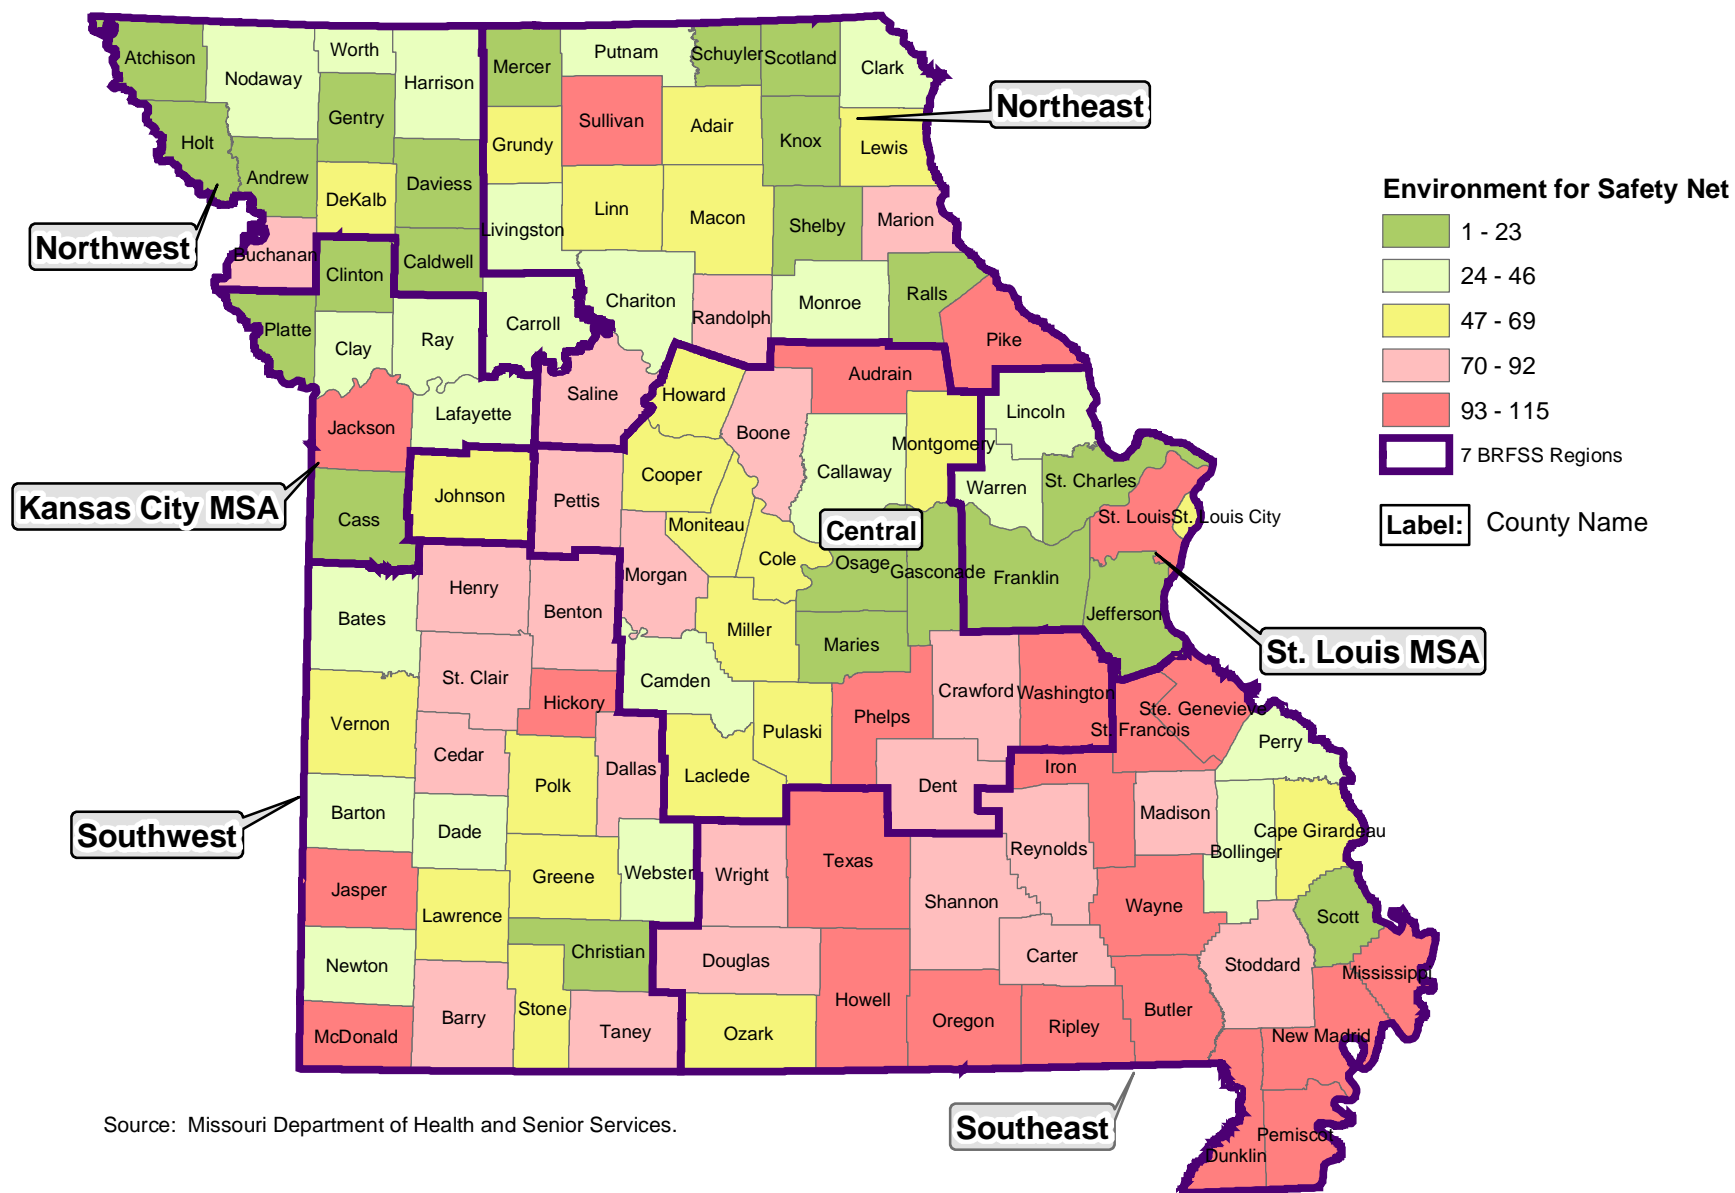 Atchison
Nodaway
Worth
Harrison
Mercer
Putnam
Schuyler
Scotland
Clark
Gentry
Holt
Andrew
DeKalb
Daviess
Grundy
Sullivan
Adair
Knox
Lewis
Northeast
Northwest
Buchanan
Clinton
Caldwell
Livingston
Linn
Macon
Shelby
Marion
Platte
Clay
Ray
Carroll
Chariton
Randolph
Monroe
Ralls
Pike
Environment for Safety Net
1 - 23
24 - 46
47 - 69
70 - 92
93 - 115
7 BRFSS Regions
Label: County Name
Jackson
Lafayette
Saline
Howard
Boone
Audrain
Callaway
Montgomery
Lincoln
Warren
St. Charles
St. Louis
St. Louis City
Kansas City MSA
Cass
Johnson
Pettis
Cooper
Moniteau
Cole
Central
Osage
Gasconade
Franklin
Jefferson
St. Louis MSA
Bates
Henry
Benton
Morgan
Miller
Maries
Vernon
St. Clair
Hickory
Camden
Pulaski
Phelps
Crawford
Washington
Ste. Genevieve
St. Francois
Perry
Cedar
Polk
Dallas
Laclede
Dent
Iron
Madison
Bollinger
Cape Girardeau
Southwest
Barton
Dade
Greene
Webster
Wright
Texas
Shannon
Reynolds
Wayne
Scott
Jasper
Lawrence
Christian
Douglas
Carter
Stoddard
Mississippi
Newton
Barry
Stone
Taney
Ozark
Howell
Oregon
Ripley
Butler
New Madrid
McDonald
Southeast
Pemiscot
Dunklin
Source:  Missouri Department of Health and Senior Services.